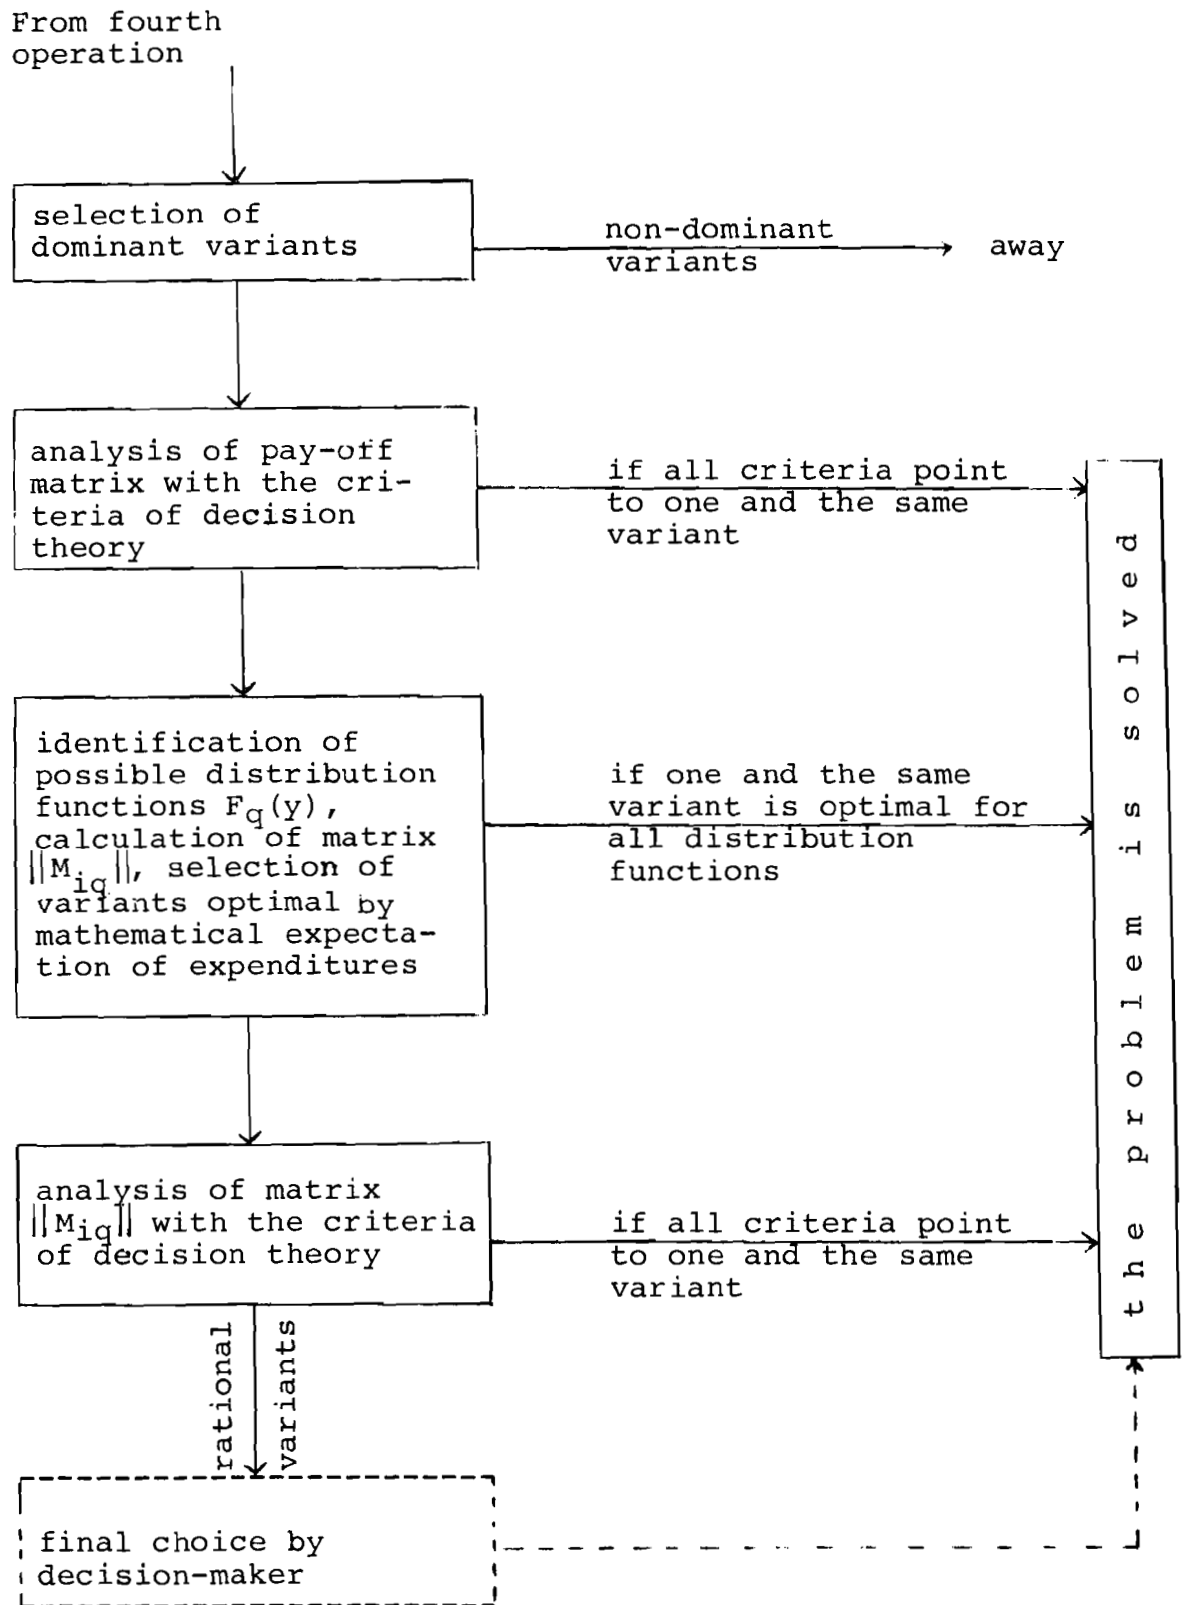 From fourth
operation
selection of
dominant variants
non-dominant
variants
away
analysis of pay-off
matrix with the cri-
teria of decision
theory
if all criteria point
to one and the same
variant
identification of
possible distribution
functions F_q(y),
calculation of matrix
||M_iq||, selection of
variants optimal by
mathematical expecta-
tion of expenditures
if one and the same
variant is optimal for
all distribution
functions
analysis of matrix
||M_iq|| with the criteria
of decision theory
if all criteria point
to one and the same
variant
the problem is solved
rational
variants
final choice by
decision-maker